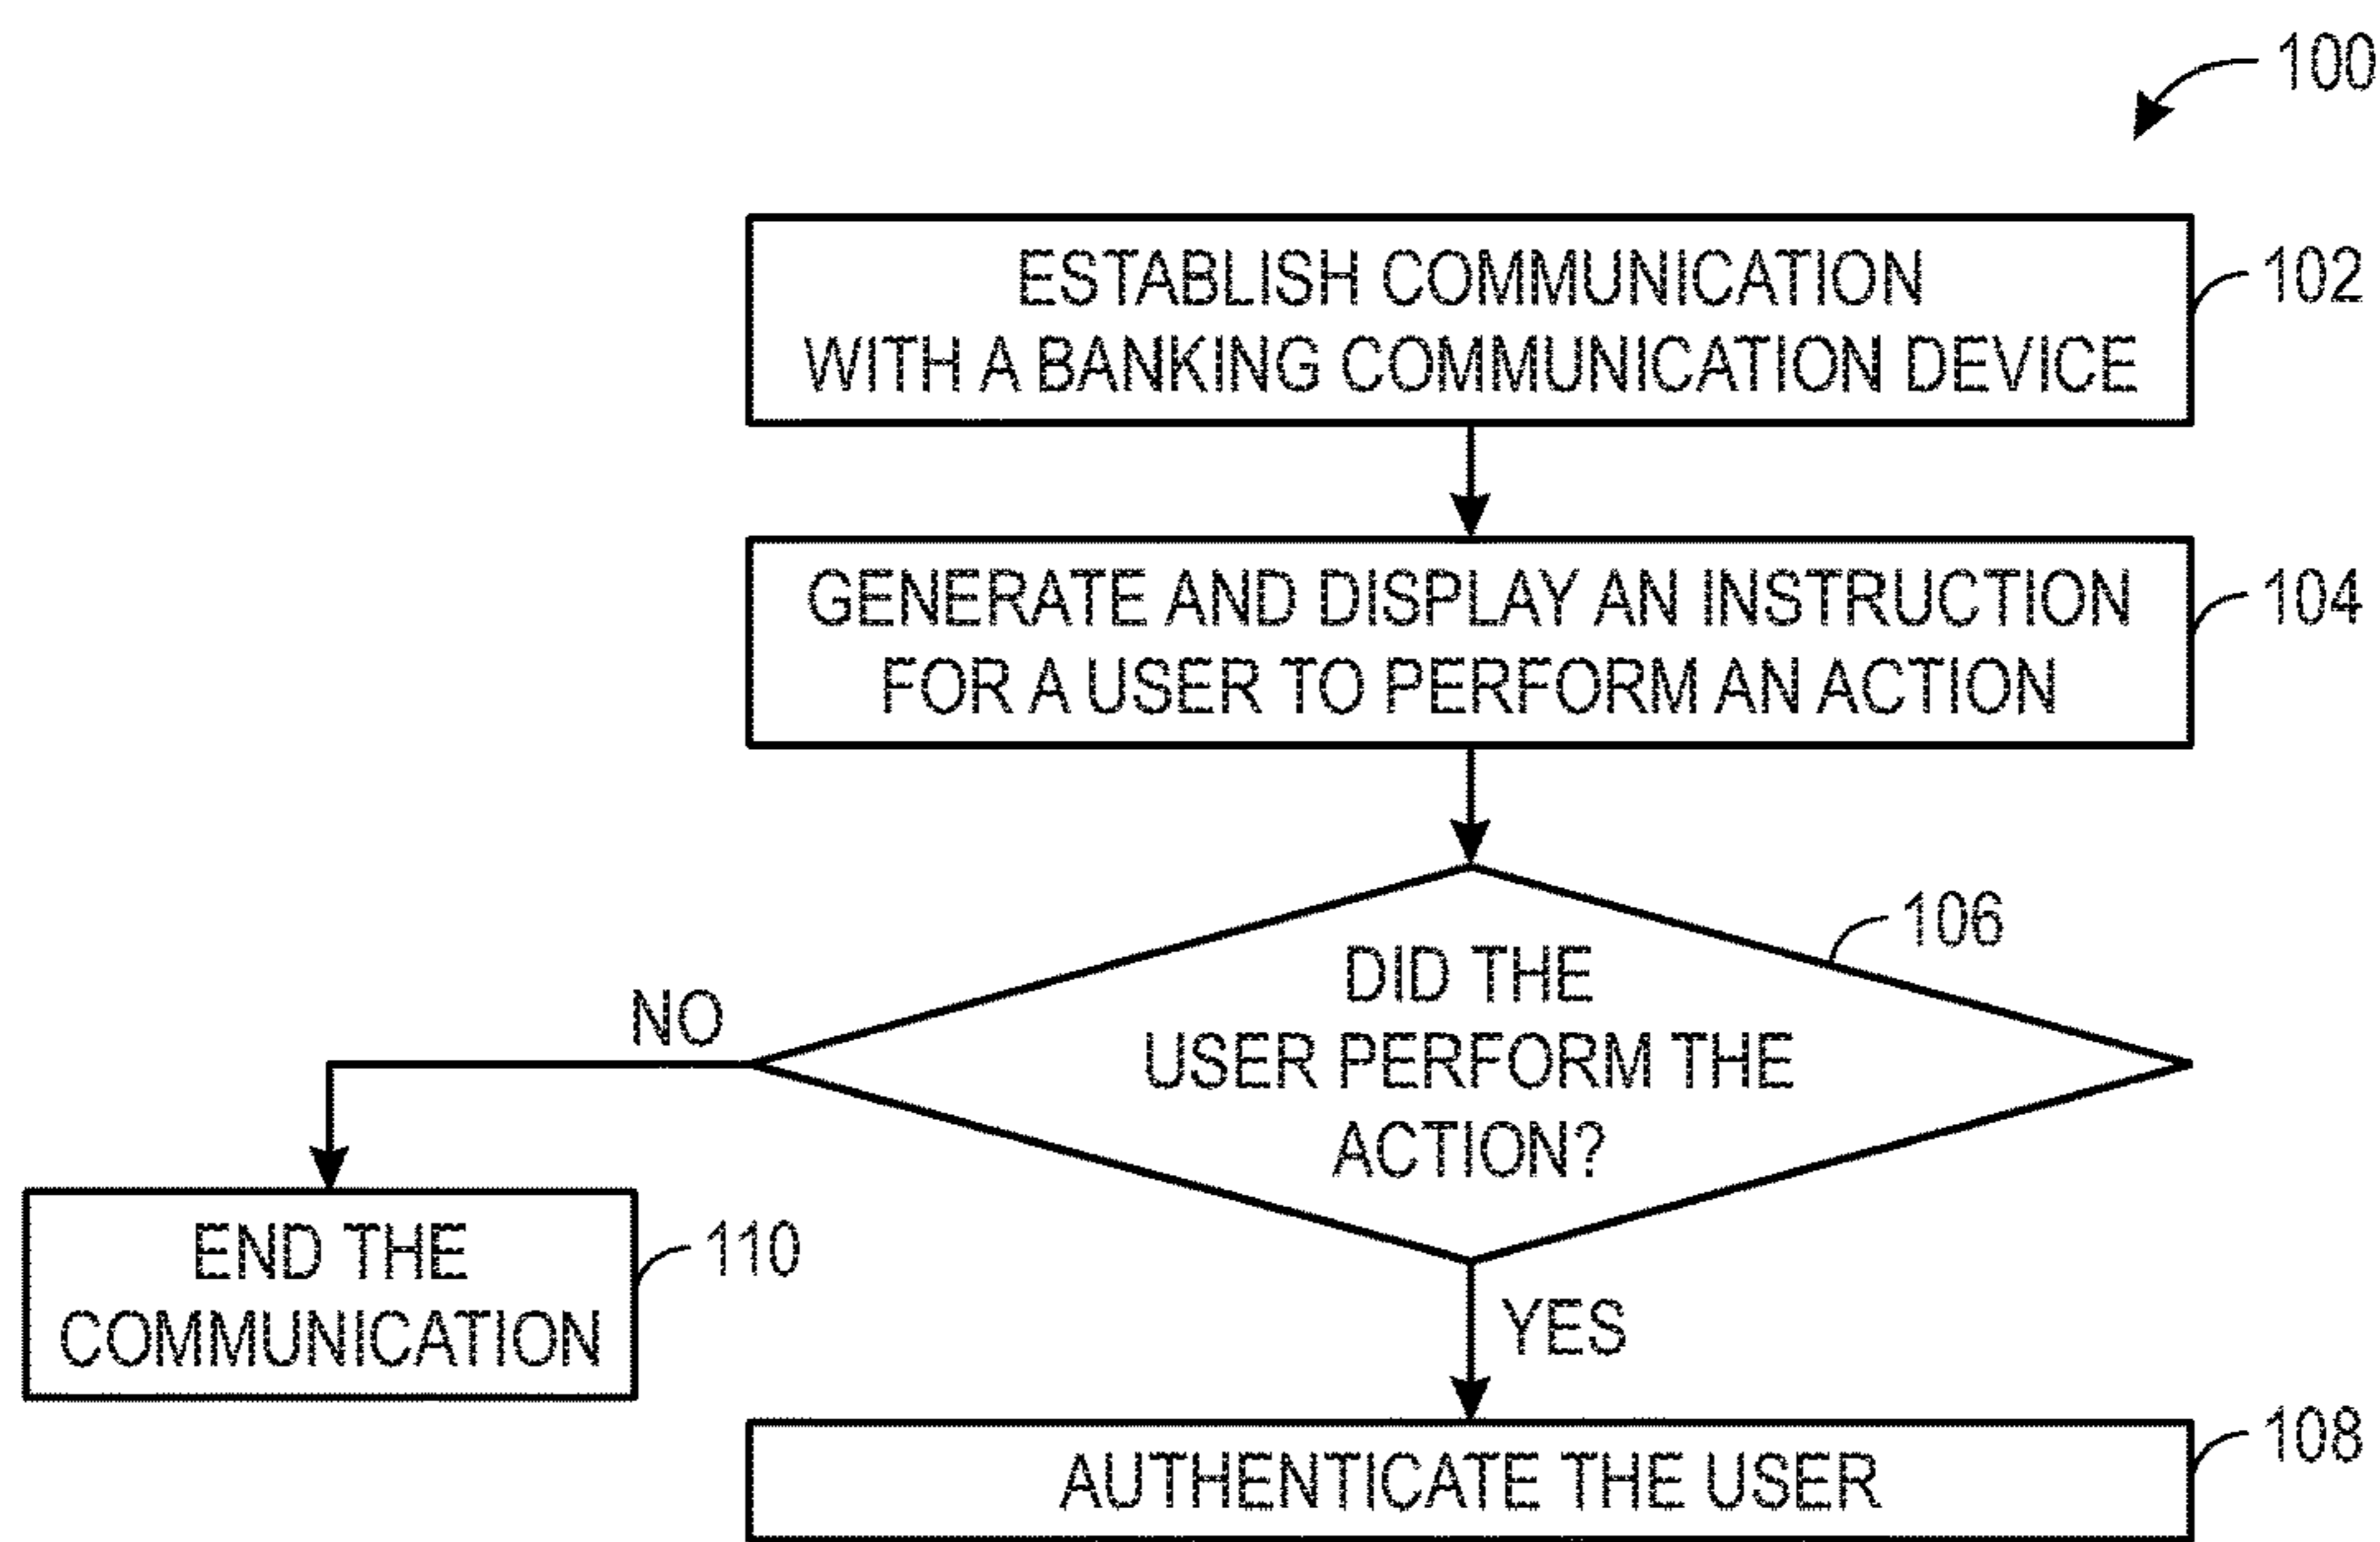 100
ESTABLISH COMMUNICATION
WITH A BANKING COMMUNICATION DEVICE
102
GENERATE AND DISPLAY AN INSTRUCTION
FOR A USER TO PERFORM AN ACTION
104
106
DID THE
USER PERFORM THE
ACTION?
NO
END THE
COMMUNICATION
110
YES
AUTHENTICATE THE USER
108